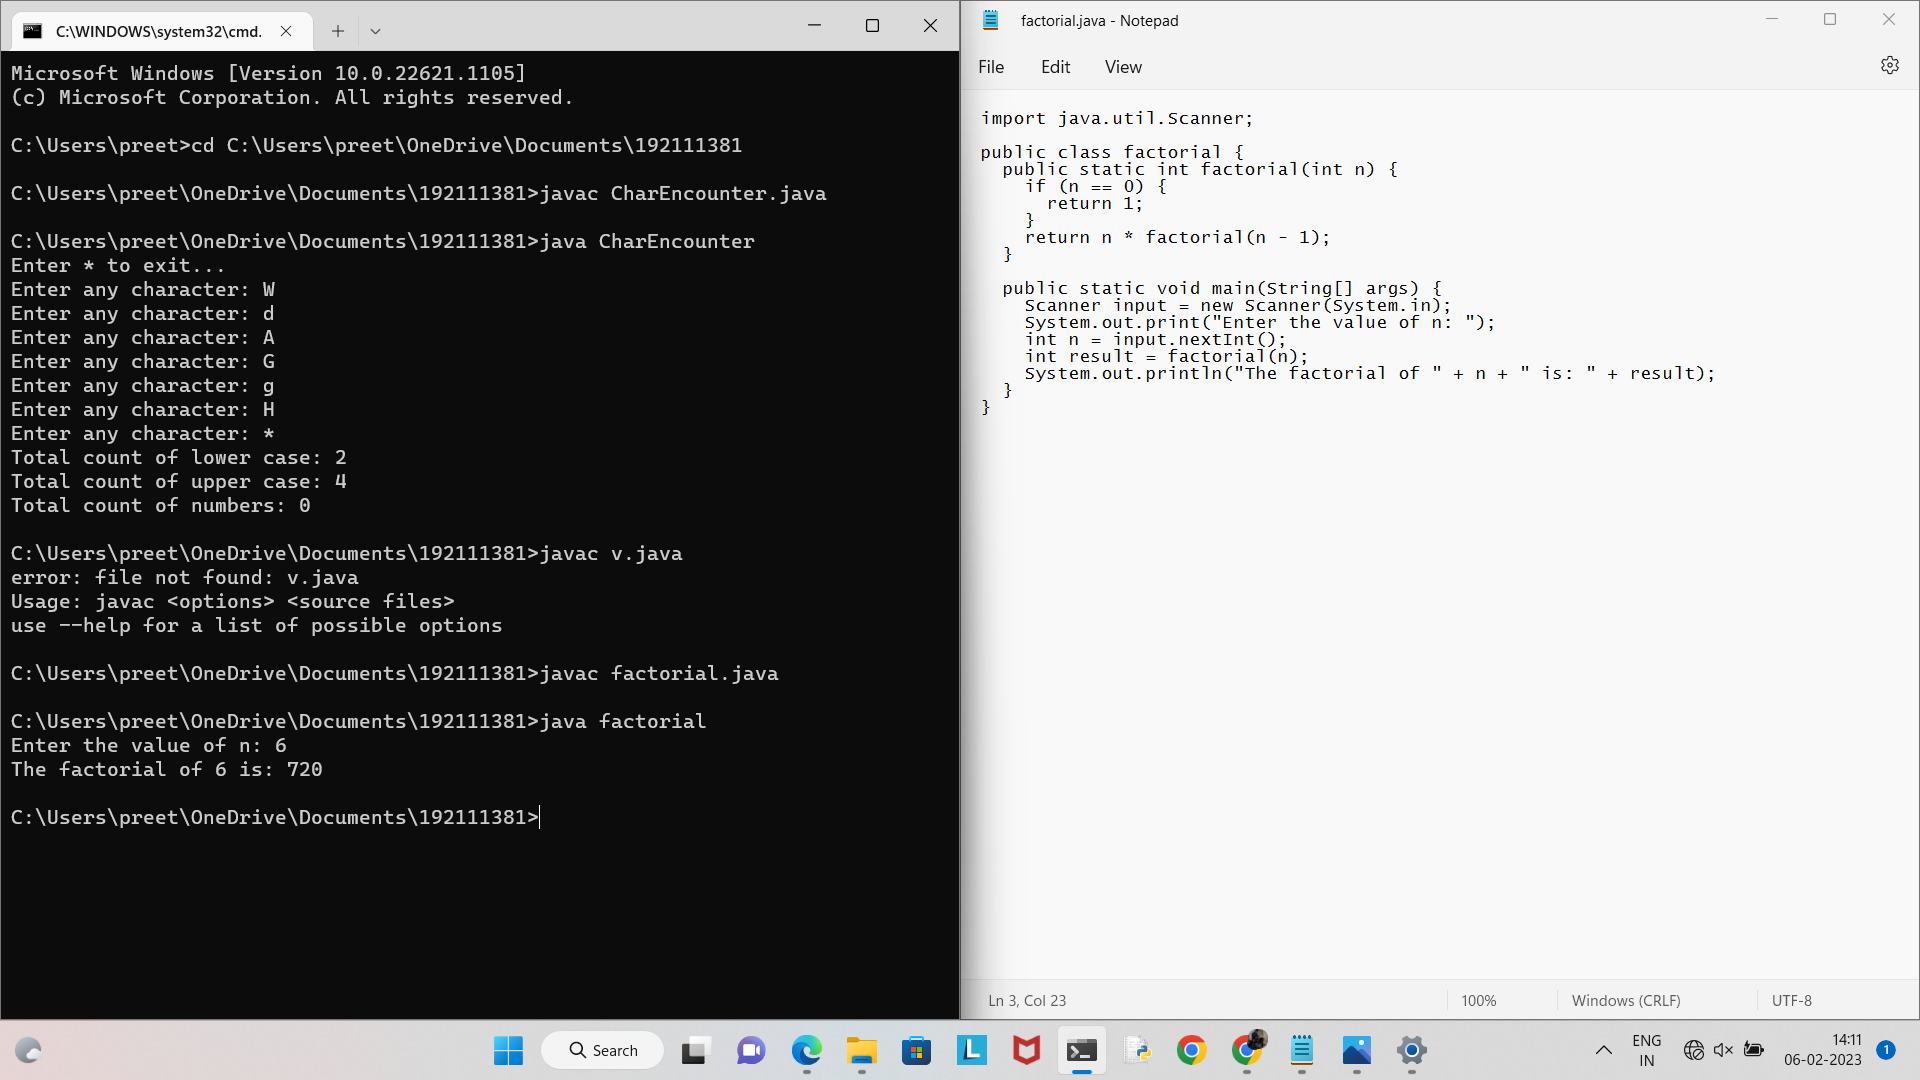 C:\WINDOWS\system32\cmd.
Microsoft Windows [Version 10.0.22621.1105]
(c) Microsoft Corporation. All rights reserved.
C:\Users\preet>cd C:\Users\preet\OneDrive\Documents\192111381
C:\Users\preet\OneDrive\Documents\192111381>javac CharEncounter.java
C:\Users\preet\OneDrive\Documents\192111381>java CharEncounter
Enter * to exit...
Enter any character: W
Enter any character: d
Enter any character: A
Enter any character: G
Enter any character: g
Enter any character: H
Enter any character: *
Total count of lower case: 2
Total count of upper case: 4
Total count of numbers: 0
C:\Users\preet\OneDrive\Documents\192111381>javac v.java
error: file not found: v.java
Usage: javac <options> <source files>
use --help for a list of possible options
C:\Users\preet\OneDrive\Documents\192111381>javac factorial.java
C:\Users\preet\OneDrive\Documents\192111381>java factorial
Enter the value of n: 6
The factorial of 6 is: 720
C:\Users\preet\OneDrive\Documents\192111381>
factorial.java - Notepad
File Edit View
import java.util.Scanner;
public class factorial {
  public static int factorial(int n) {
    if (n == 0) {
      return 1;
    }
    return n * factorial(n - 1);
  }
  public static void main(String[] args) {
    Scanner input = new Scanner(System.in);
    System.out.print("Enter the value of n: ");
    int n = input.nextInt();
    int result = factorial(n);
    System.out.println("The factorial of " + n + " is: " + result);
  }
}
Ln 3, Col 23 100% Windows (CRLF) UTF-8
Search
L
ENG
IN
14:11
06-02-2023
1